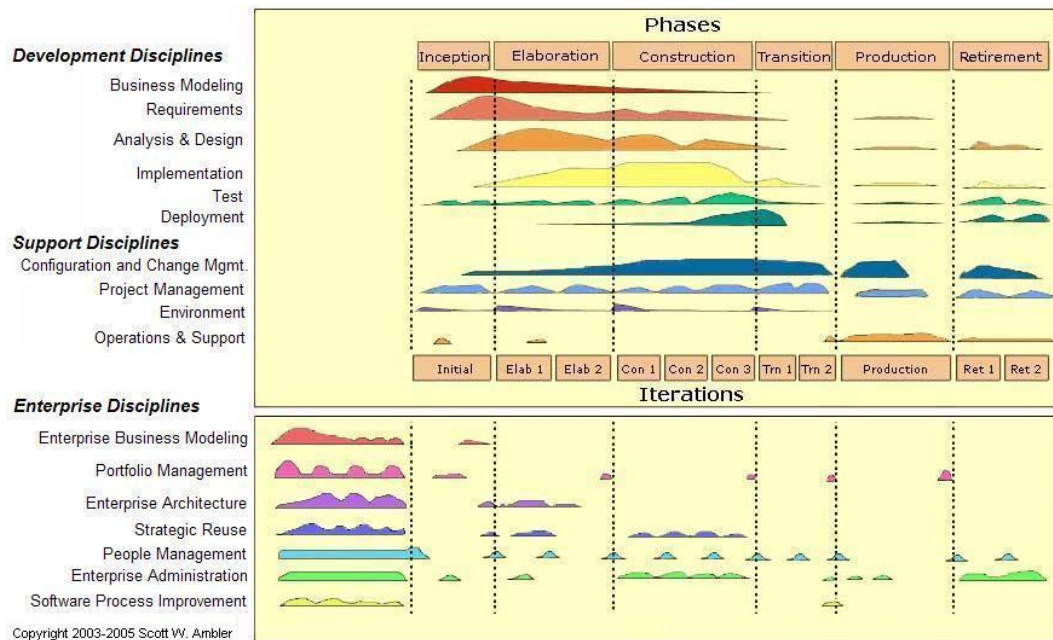 Phases
Development Disciplines
Inception Elaboration Construction Transition Production Retirement
Business Modeling
Requirements
Analysis & Design
Implementation
Test
Deployment
Support Disciplines
Configuration and Change Mgmt.
Project Management
Environment
Operations & Support
Initial Elab 1 Elab 2 Con 1 Con 2 Con 3 Trn 1 Trn 2 Production Ret 1 Ret 2
Iterations
Enterprise Disciplines
Enterprise Business Modeling
Portfolio Management
Enterprise Architecture
Strategic Reuse
People Management
Enterprise Administration
Software Process Improvement
Copyright 2003-2005 Scott W. Ambler